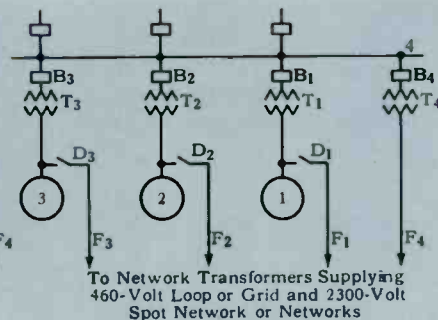 4
B3 B2 B1 B4
T3 T2 T1 T4
D3 D2 D1
3 2 1
F4 F3 F2 F1 F4
To Network Transformers Supplying
460-Volt Loop or Grid and 2300-Volt
Spot Network or Networks